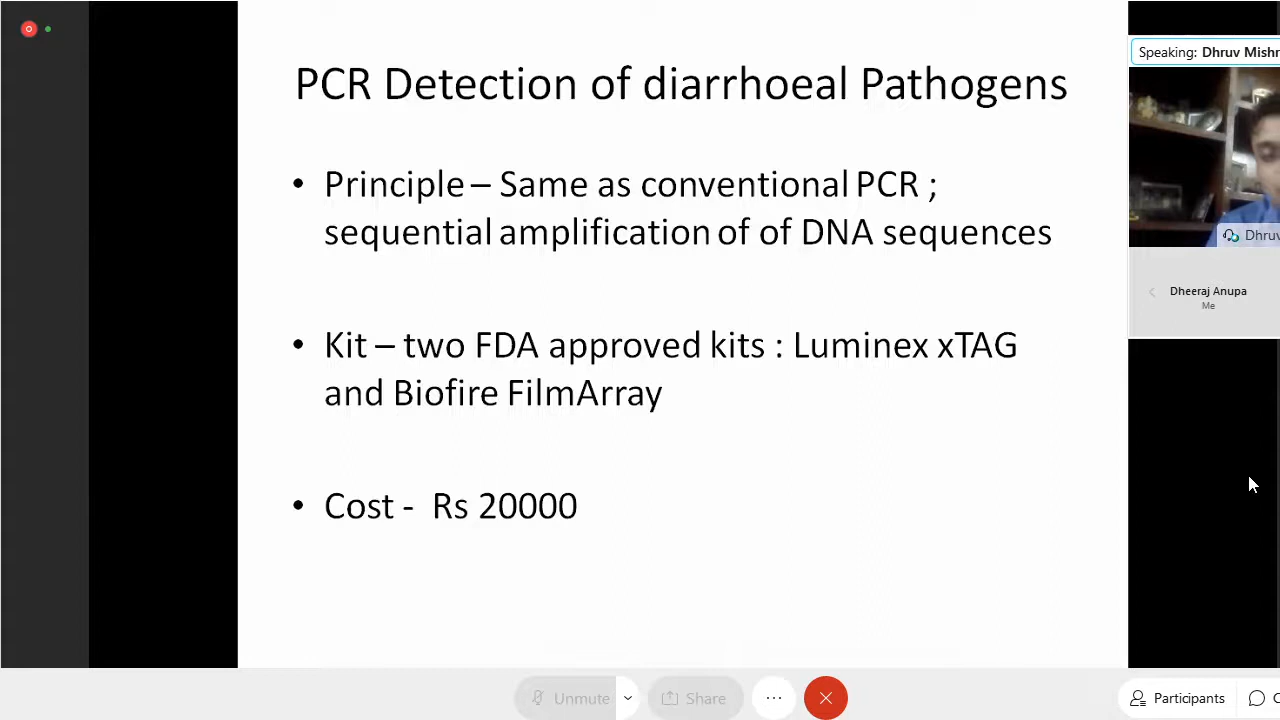 PCR Detection of diarrhoeal Pathogens
• Principle – Same as conventional PCR ;
sequential amplification of of DNA sequences
• Kit – two FDA approved kits : Luminex xTAG
and Biofire FilmArray
• Cost - Rs 20000
Speaking: Dhruv Mishr
Dhruv
Dheeraj Anupa
Me
Unmute
Share
Participants